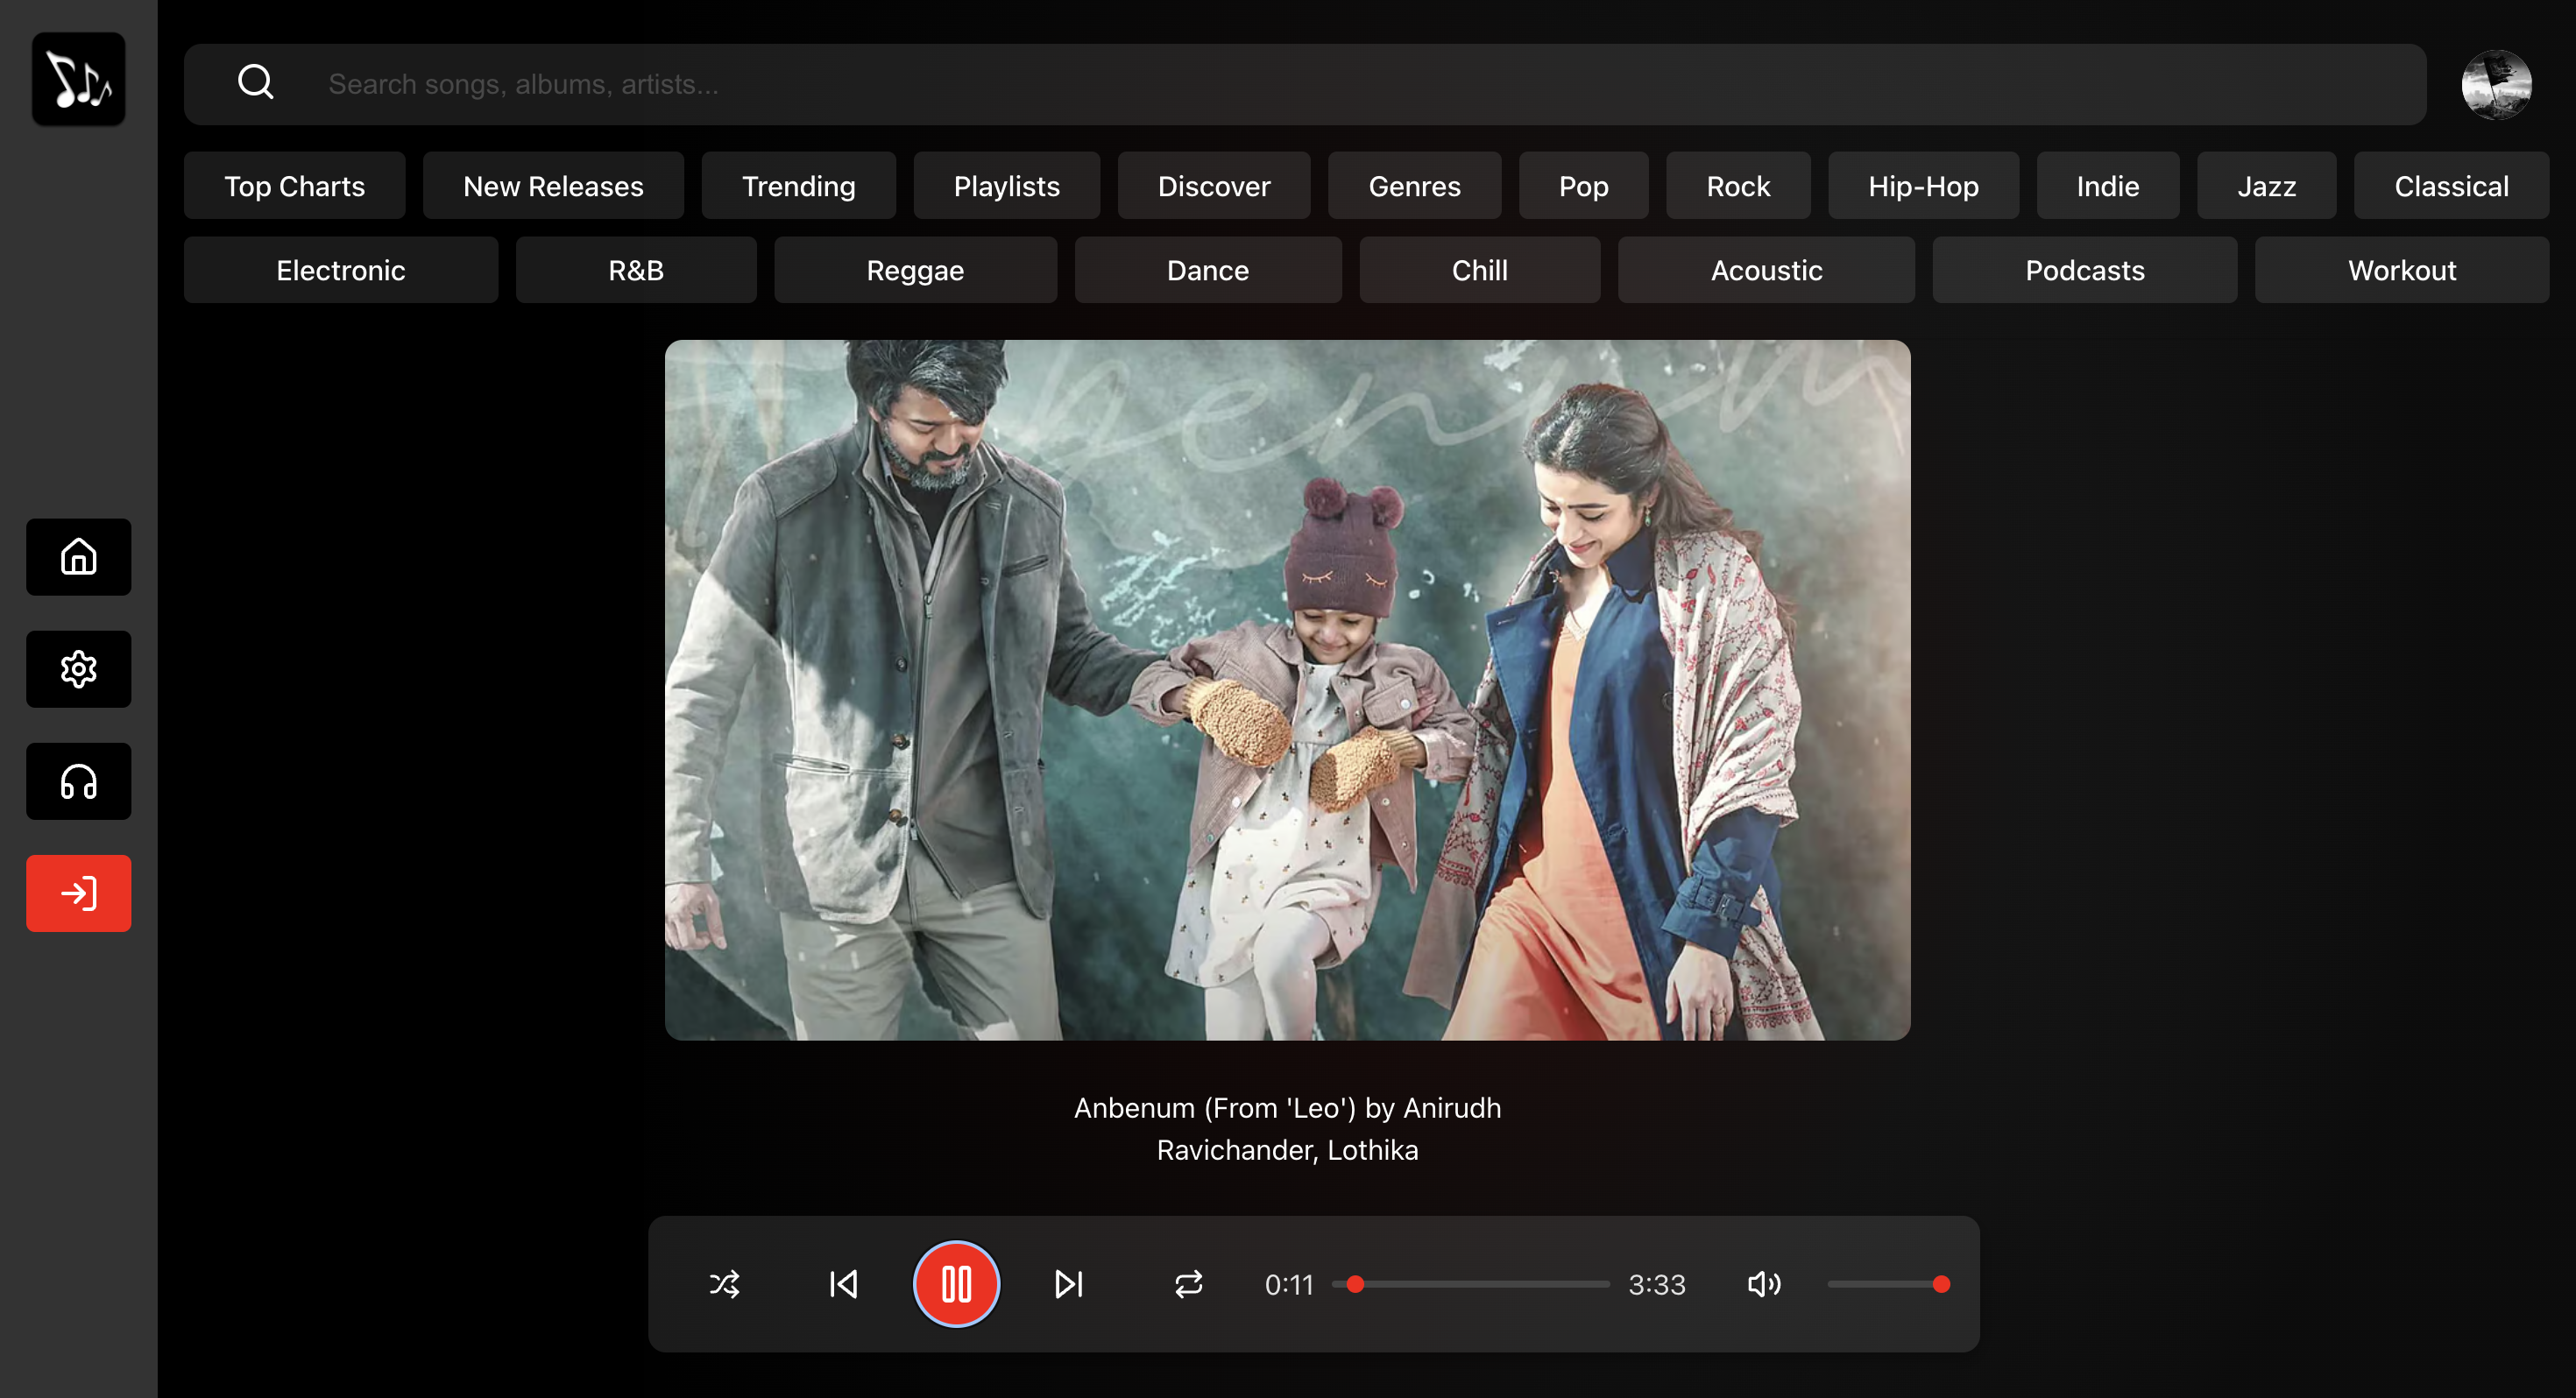 Search songs, albums, artists...
Top Charts New Releases Trending Playlists Discover Genres Pop Rock Hip-Hop Indie Jazz Classical
Electronic R&B Reggae Dance Chill Acoustic Podcasts Workout
benum
Anbenum (From 'Leo') by Anirudh
Ravichander, Lothika
0:11 3:33